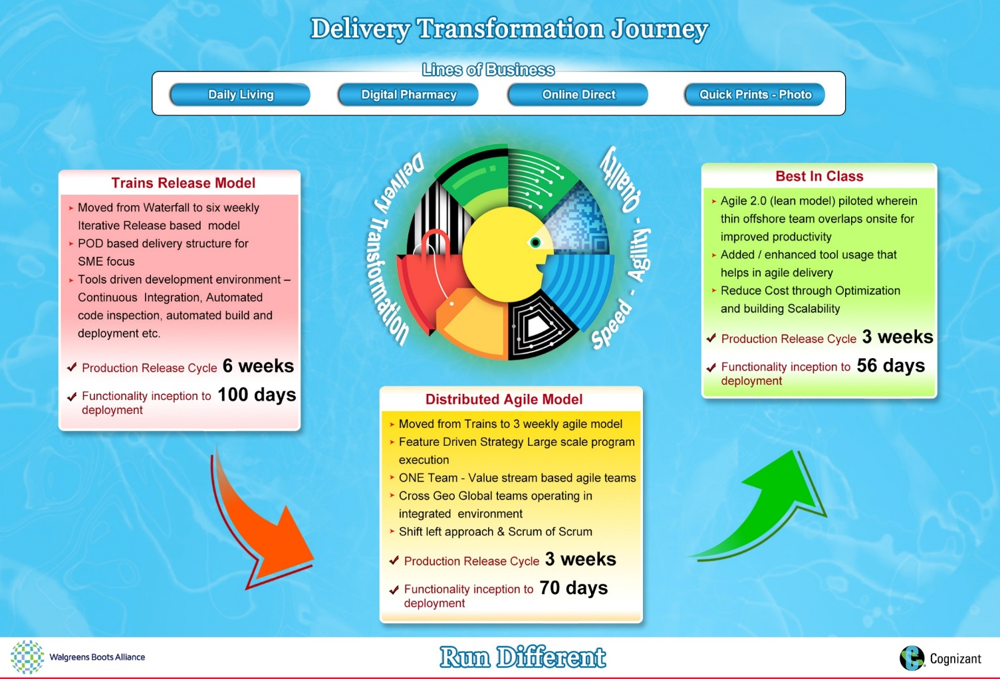 Delivery Transformation Journey
Lines of Business
Daily Living
Digital Pharmacy
Online Direct
Quick Prints - Photo
Delivery Transformation
Speed - Agility - Quality
Trains Release Model
Moved from Waterfall to six weekly
Iterative Release based model
POD based delivery structure for
SME focus
Tools driven development environment –
Continuous Integration, Automated
code inspection, automated build and
deployment etc.
Production Release Cycle 6 weeks
Functionality inception to 100 days
deployment
Distributed Agile Model
Moved from Trains to 3 weekly agile model
Feature Driven Strategy Large scale program
execution
ONE Team - Value stream based agile teams
Cross Geo Global teams operating in
integrated environment
Shift left approach & Scrum of Scrum
Production Release Cycle 3 weeks
Functionality inception to 70 days
deployment
Best In Class
Agile 2.0 (lean model) piloted wherein
thin offshore team overlaps onsite for
improved productivity
Added / enhanced tool usage that
helps in agile delivery
Reduce Cost through Optimization
and building Scalability
Production Release Cycle 3 weeks
Functionality inception to 56 days
deployment
Walgreens Boots Alliance
Run Different
Cognizant